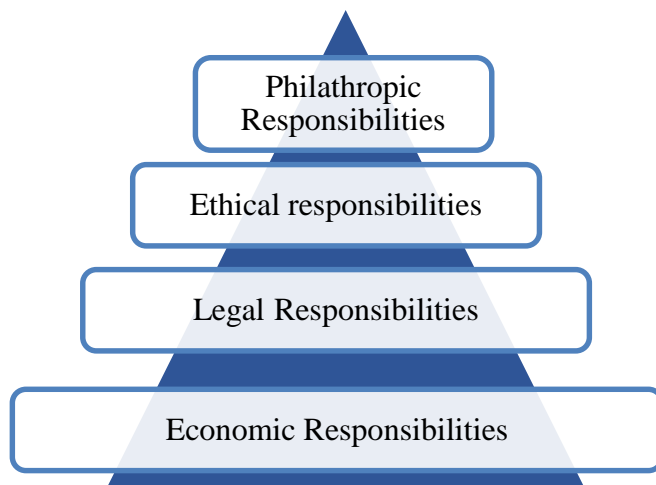 Philathropic
Responsibilities
Ethical responsibilities
Legal Responsibilities
Economic Responsibilities